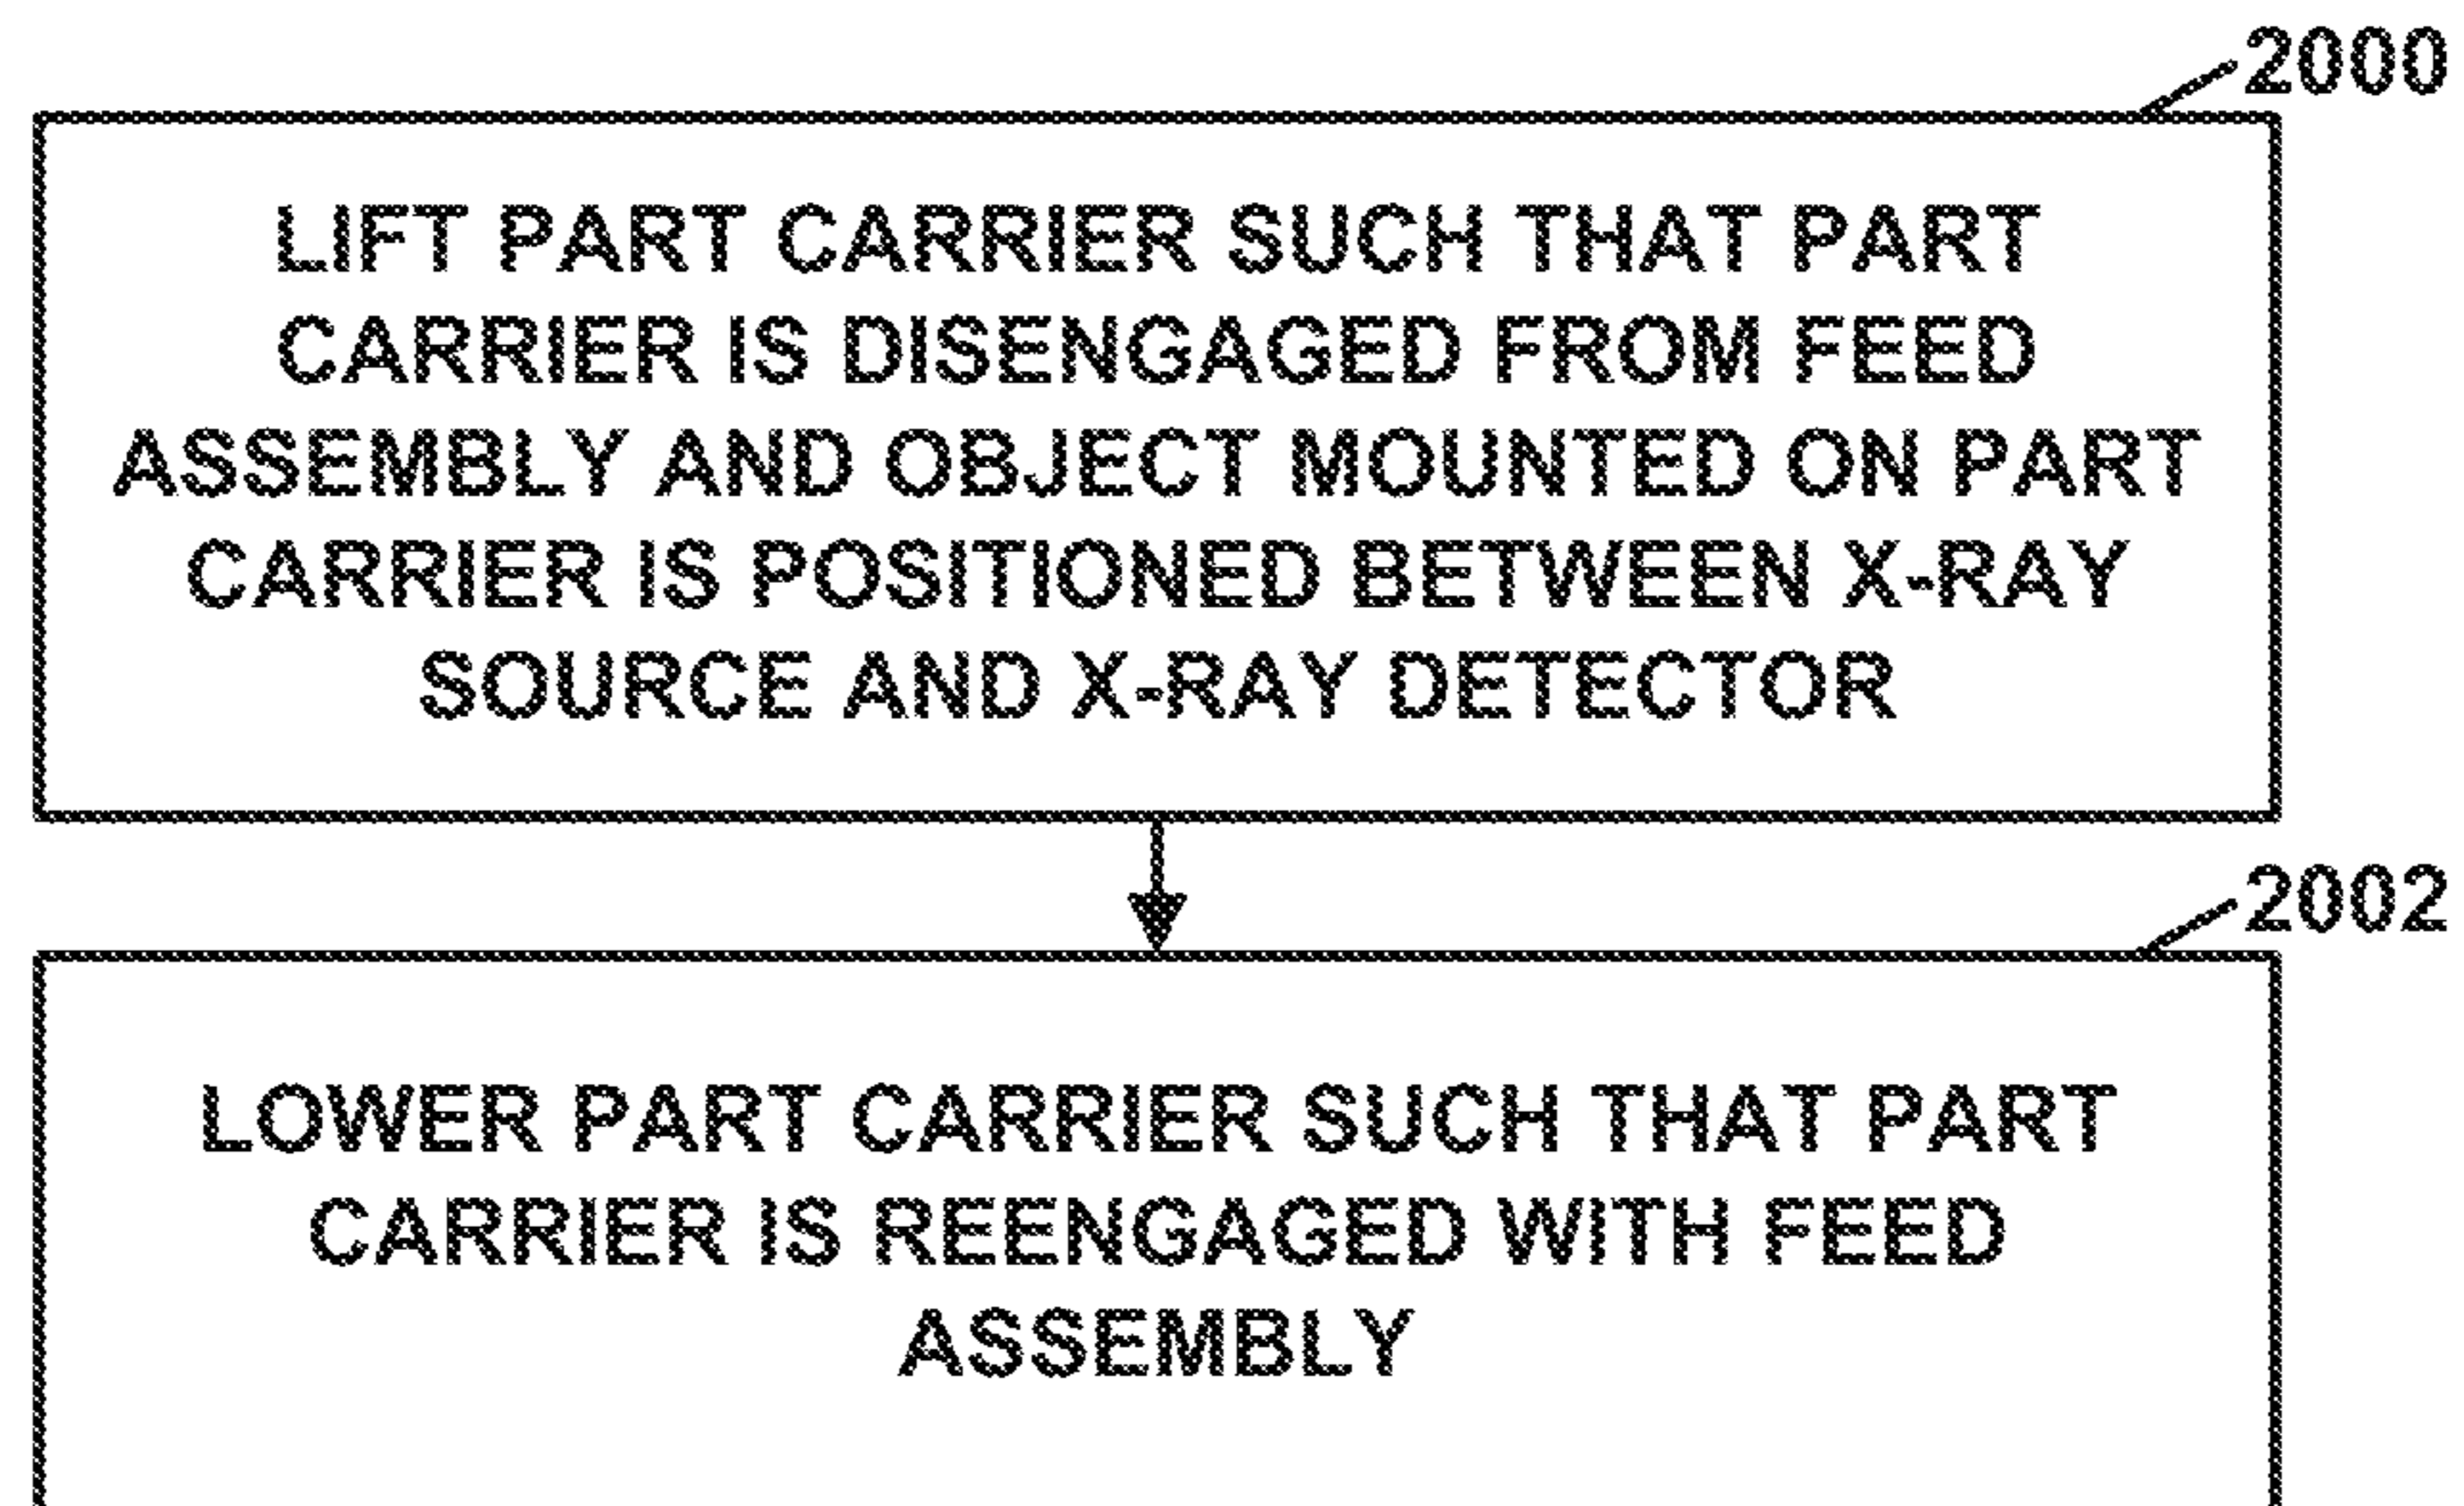 2000
LIFT PART CARRIER SUCH THAT PART
CARRIER IS DISENGAGED FROM FEED
ASSEMBLY AND OBJECT MOUNTED ON PART
CARRIER IS POSITIONED BETWEEN X-RAY
SOURCE AND X-RAY DETECTOR
2002
LOWER PART CARRIER SUCH THAT PART
CARRIER IS REENGAGED WITH FEED
ASSEMBLY